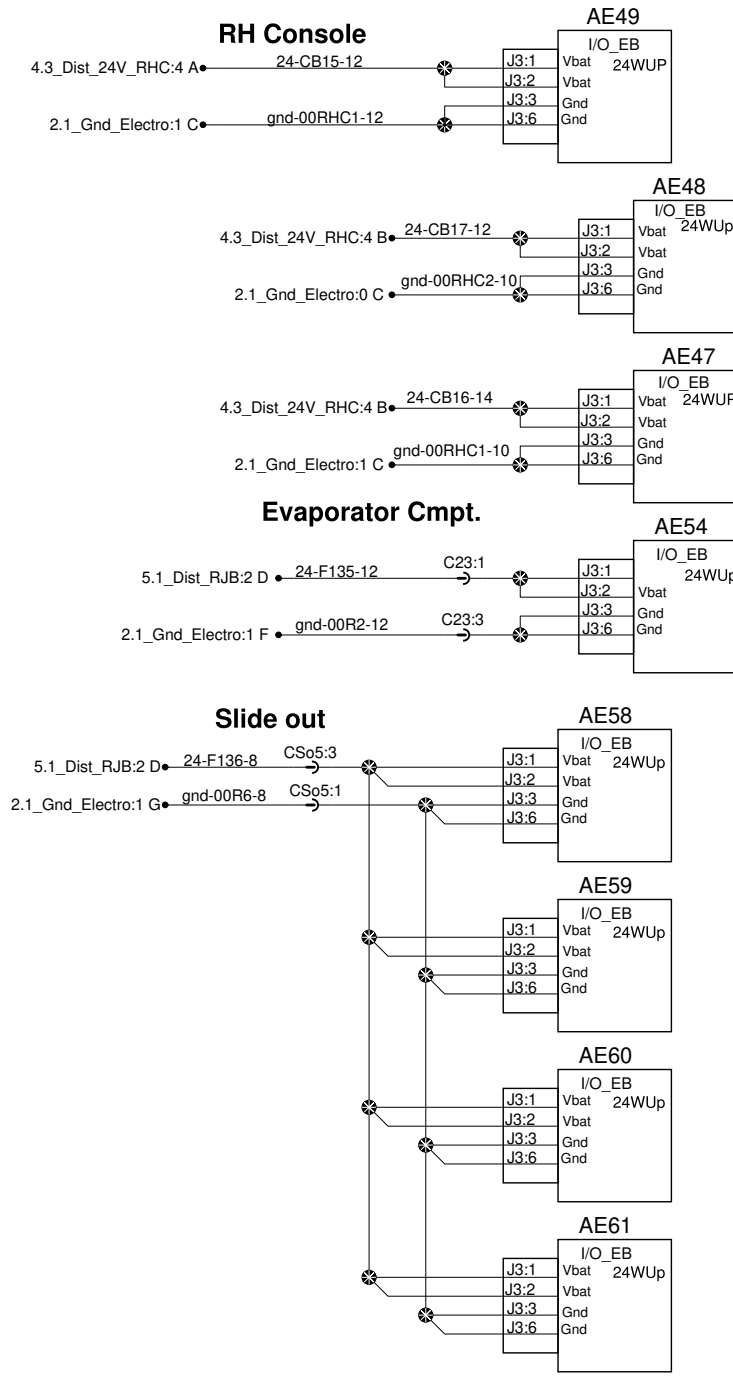 RH Console
AE49
I/O_EB
24WUP
4.3_Dist_24V_RHC:4 A
24-CB15-12
J3:1 Vbat
J3:2 Vbat
J3:3 Gnd
2.1_Gnd_Electro:1 C
gnd-00RHC1-12
J3:6 Gnd
AE48
I/O_EB
24WUp
4.3_Dist_24V_RHC:4 B
24-CB17-12
J3:1 Vbat
J3:2 Vbat
J3:3 Gnd
2.1_Gnd_Electro:0 C
gnd-00RHC2-10
J3:6 Gnd
AE47
I/O_EB
24WUP
4.3_Dist_24V_RHC:4 B
24-CB16-14
J3:1 Vbat
J3:2 Vbat
J3:3 Gnd
2.1_Gnd_Electro:1 C
gnd-00RHC1-10
J3:6 Gnd
Evaporator Cmpt.
AE54
I/O_EB
24WUp
5.1_Dist_RJB:2 D
24-F135-12
C23:1
J3:1
J3:2 Vbat
J3:3 Gnd
2.1_Gnd_Electro:1 F
gnd-00R2-12
C23:3
J3:6 Gnd
Slide out
AE58
I/O_EB
24WUp
5.1_Dist_RJB:2 D
24-F136-8
CSo5:3
J3:1 Vbat
J3:2 Vbat
2.1_Gnd_Electro:1 G
gnd-00R6-8
CSo5:1
J3:3 Gnd
J3:6 Gnd
AE59
I/O_EB
24WUp
J3:1 Vbat
J3:2 Vbat
J3:3 Gnd
J3:6 Gnd
AE60
I/O_EB
24WUp
J3:1 Vbat
J3:2 Vbat
J3:3 Gnd
J3:6 Gnd
AE61
I/O_EB
24WUp
J3:1 Vbat
J3:2 Vbat
J3:3 Gnd
J3:6 Gnd